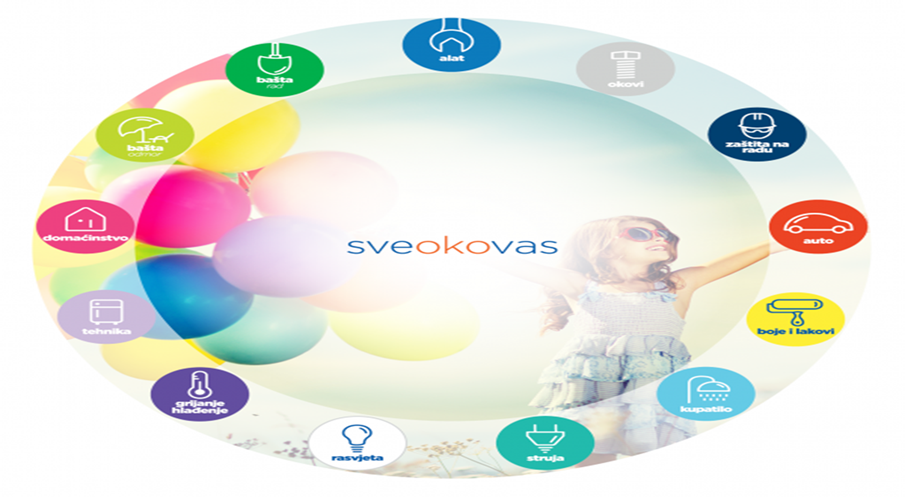 alat
okovi
zaštita na
radu
auto
boje i lakovi
kupatilo
struja
rasvjeta
grijanje
hlađenje
tehnika
domaćinstvo
bašta
odmor
bašta
rad
sveokovas